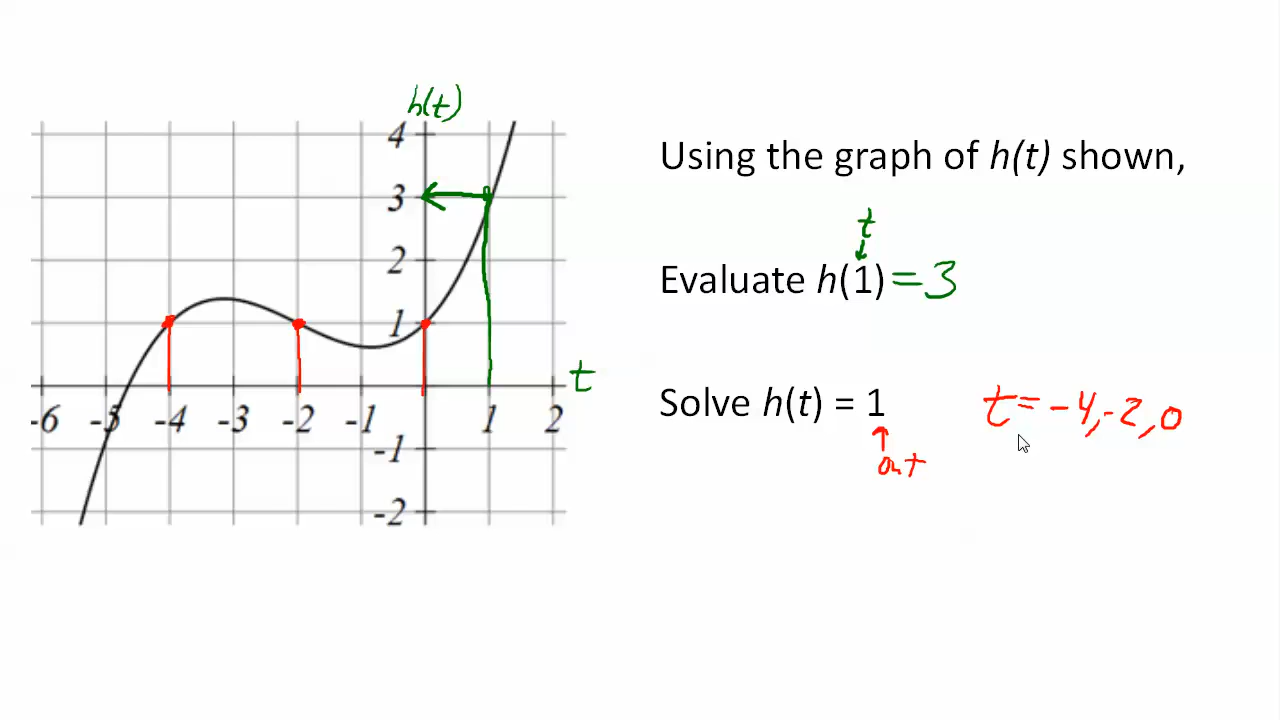 h(t)
4
3
2
1
t
-6 -5 -4 -3 -2 -1 1 2
-1
-2
Using the graph of h(t) shown,
t
Evaluate h(1) = 3
Solve h(t) = 1 t = -4, -2, 0
out